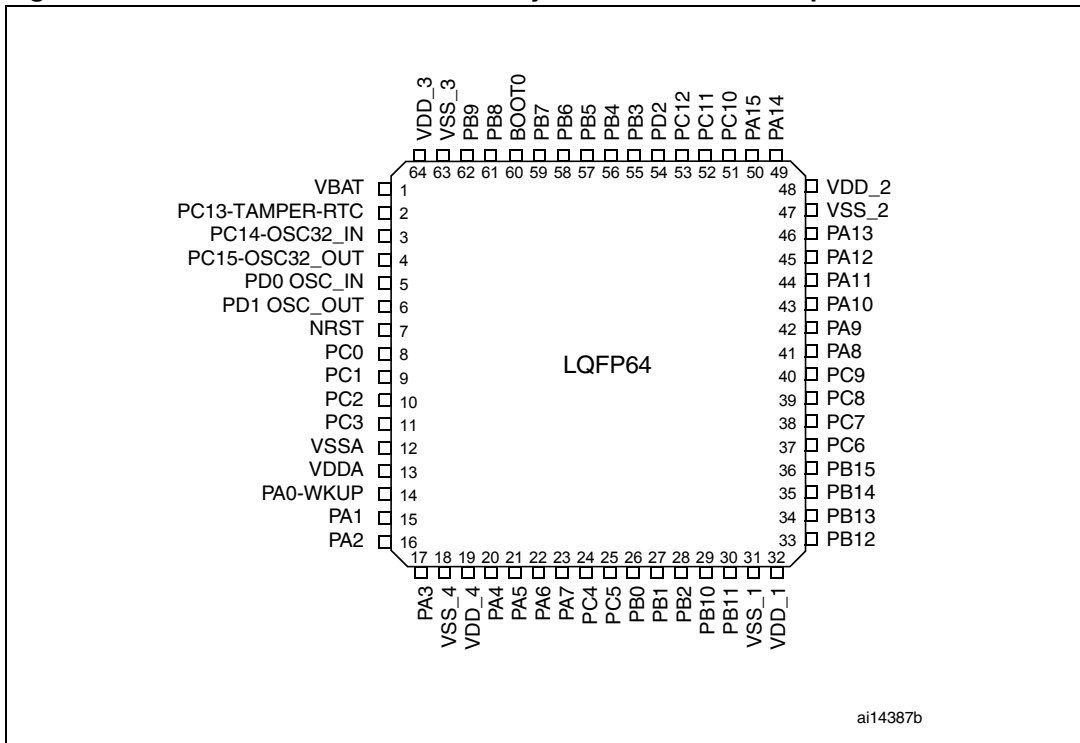 VDD_3
VSS_3
PB9
PB8
BOOT0
PB7
PB6
PB5
PB4
PB3
PD2
PC12
PC11
PC10
PA15
PA14
64 63 62 61 60 59 58 57 56 55 54 53 52 51 50 49
VBAT 1
PC13-TAMPER-RTC 2
PC14-OSC32_IN 3
PC15-OSC32_OUT 4
PD0 OSC_IN 5
PD1 OSC_OUT 6
NRST 7
PC0 8
PC1 9
PC2 10
PC3 11
VSSA 12
VDDA 13
PA0-WKUP 14
PA1 15
PA2 16
LQFP64
48 VDD_2
47 VSS_2
46 PA13
45 PA12
44 PA11
43 PA10
42 PA9
41 PA8
40 PC9
39 PC8
38 PC7
37 PC6
36 PB15
35 PB14
34 PB13
33 PB12
17 18 19 20 21 22 23 24 25 26 27 28 29 30 31 32
PA3
VSS_4
VDD_4
PA4
PA5
PA6
PA7
PC4
PC5
PB0
PB1
PB2
PB10
PB11
VSS_1
VDD_1
ai14387b